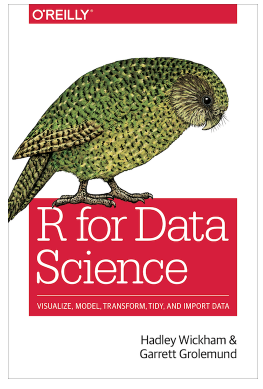 O'REILLY®
R for Data
Science
VISUALIZE, MODEL, TRANSFORM, TIDY, AND IMPORT DATA
Hadley Wickham &
Garrett Grolemund